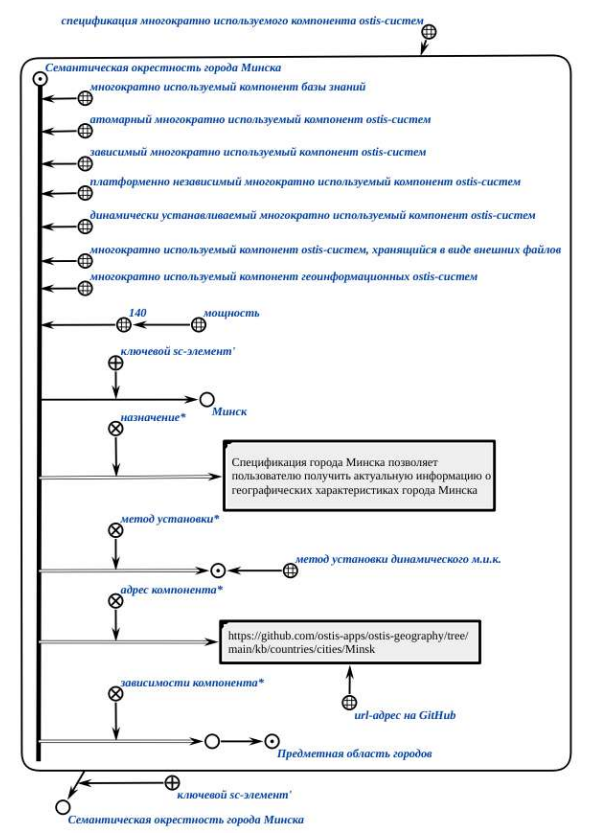 спецификация многократно используемого компонента ostis-систем
Семантическая окрестность города Минска
многократно используемый компонент базы знаний
атомарный многократно используемый компонент ostis-систем
зависимый многократно используемый компонент ostis-систем
платформенно независимый многократно используемый компонент ostis-систем
динамически устанавливаемый многократно используемый компонент ostis-систем
многократно используемый компонент ostis-систем, хранящийся в виде внешних файлов
многократно используемый компонент геоинформационных ostis-систем
140
мощность
ключевой sc-элемент'
Минск
назначение*
Спецификация города Минска позволяет
пользователю получить актуальную информацию о
географических характеристиках города Минска
метод установки*
метод установки динамического м.и.к.
адрес компонента*
https://github.com/ostis-apps/ostis-geography/tree/
main/kb/countries/cities/Minsk
зависимости компонента*
url-адрес на GitHub
Предметная область городов
ключевой sc-элемент'
Семантическая окрестность города Минска